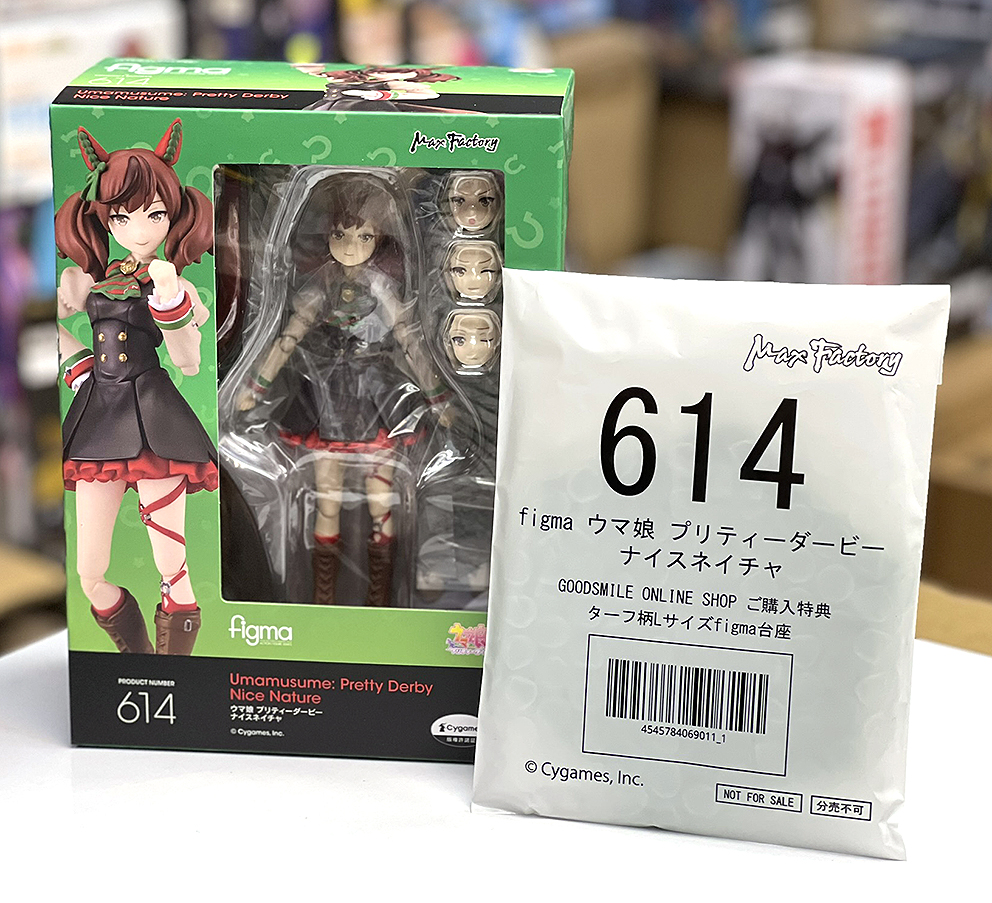 figma
614
Umamusume: Pretty Derby
Nice Nature
Max Factory
figma
PRODUCT NUMBER
614
Umamusume: Pretty Derby
Nice Nature
ウマ娘 プリティーダービー
ナイスネイチャ
© Cygames, Inc.
Cygame
Max Factory
614
figma ウマ娘 プリティーダービー
ナイスネイチャ
GOODSMILE ONLINE SHOP ご購入特典
ターフ柄Lサイズfigma台座
4545784069011_1
© Cygames, Inc.
NOT FOR SALE
分売不可